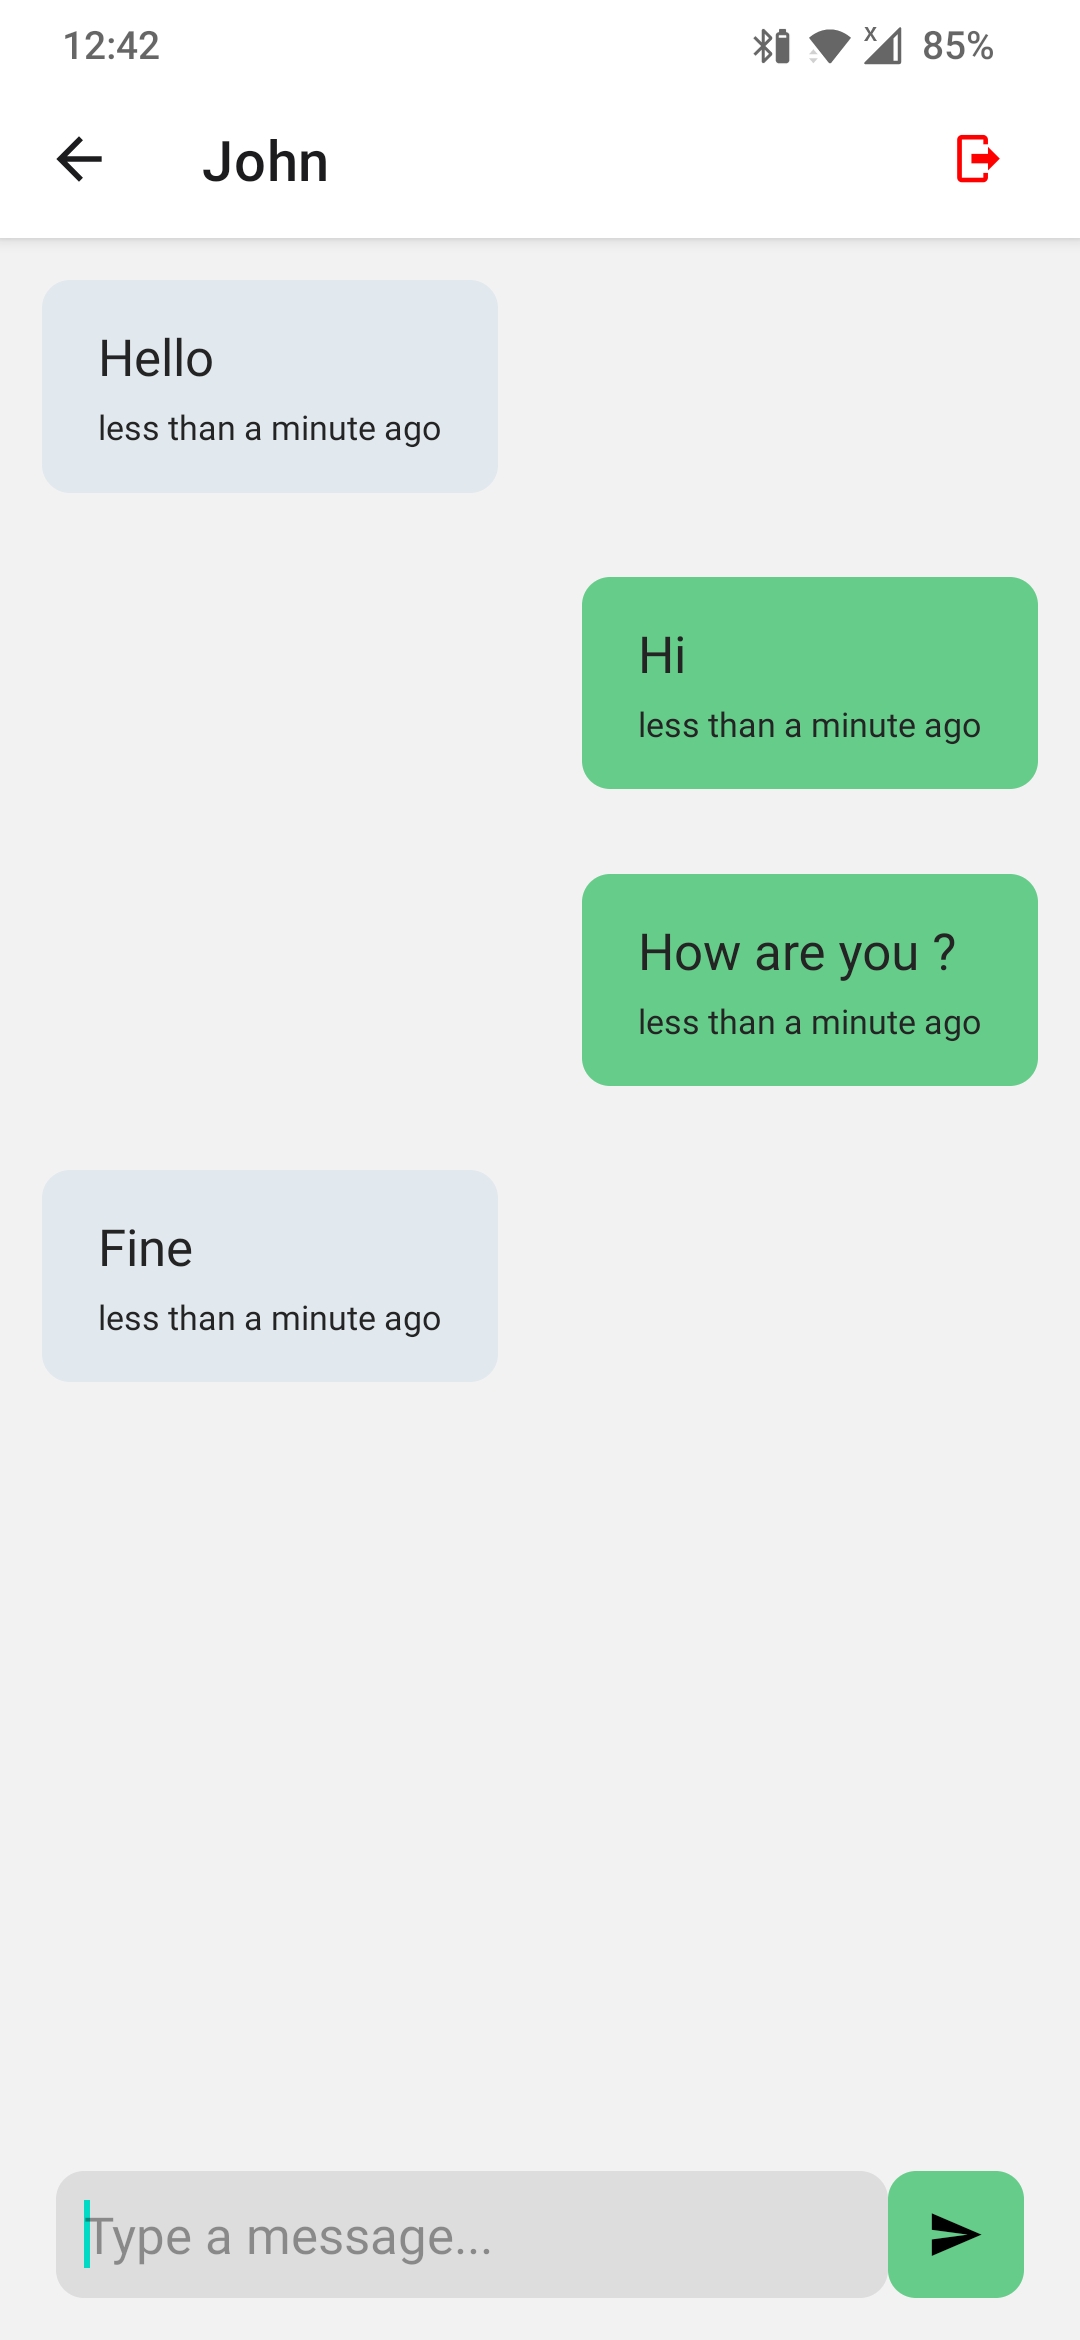 12:42
x 85%
John
Hello
less than a minute ago
Hi
less than a minute ago
How are you ?
less than a minute ago
Fine
less than a minute ago
Type a message...